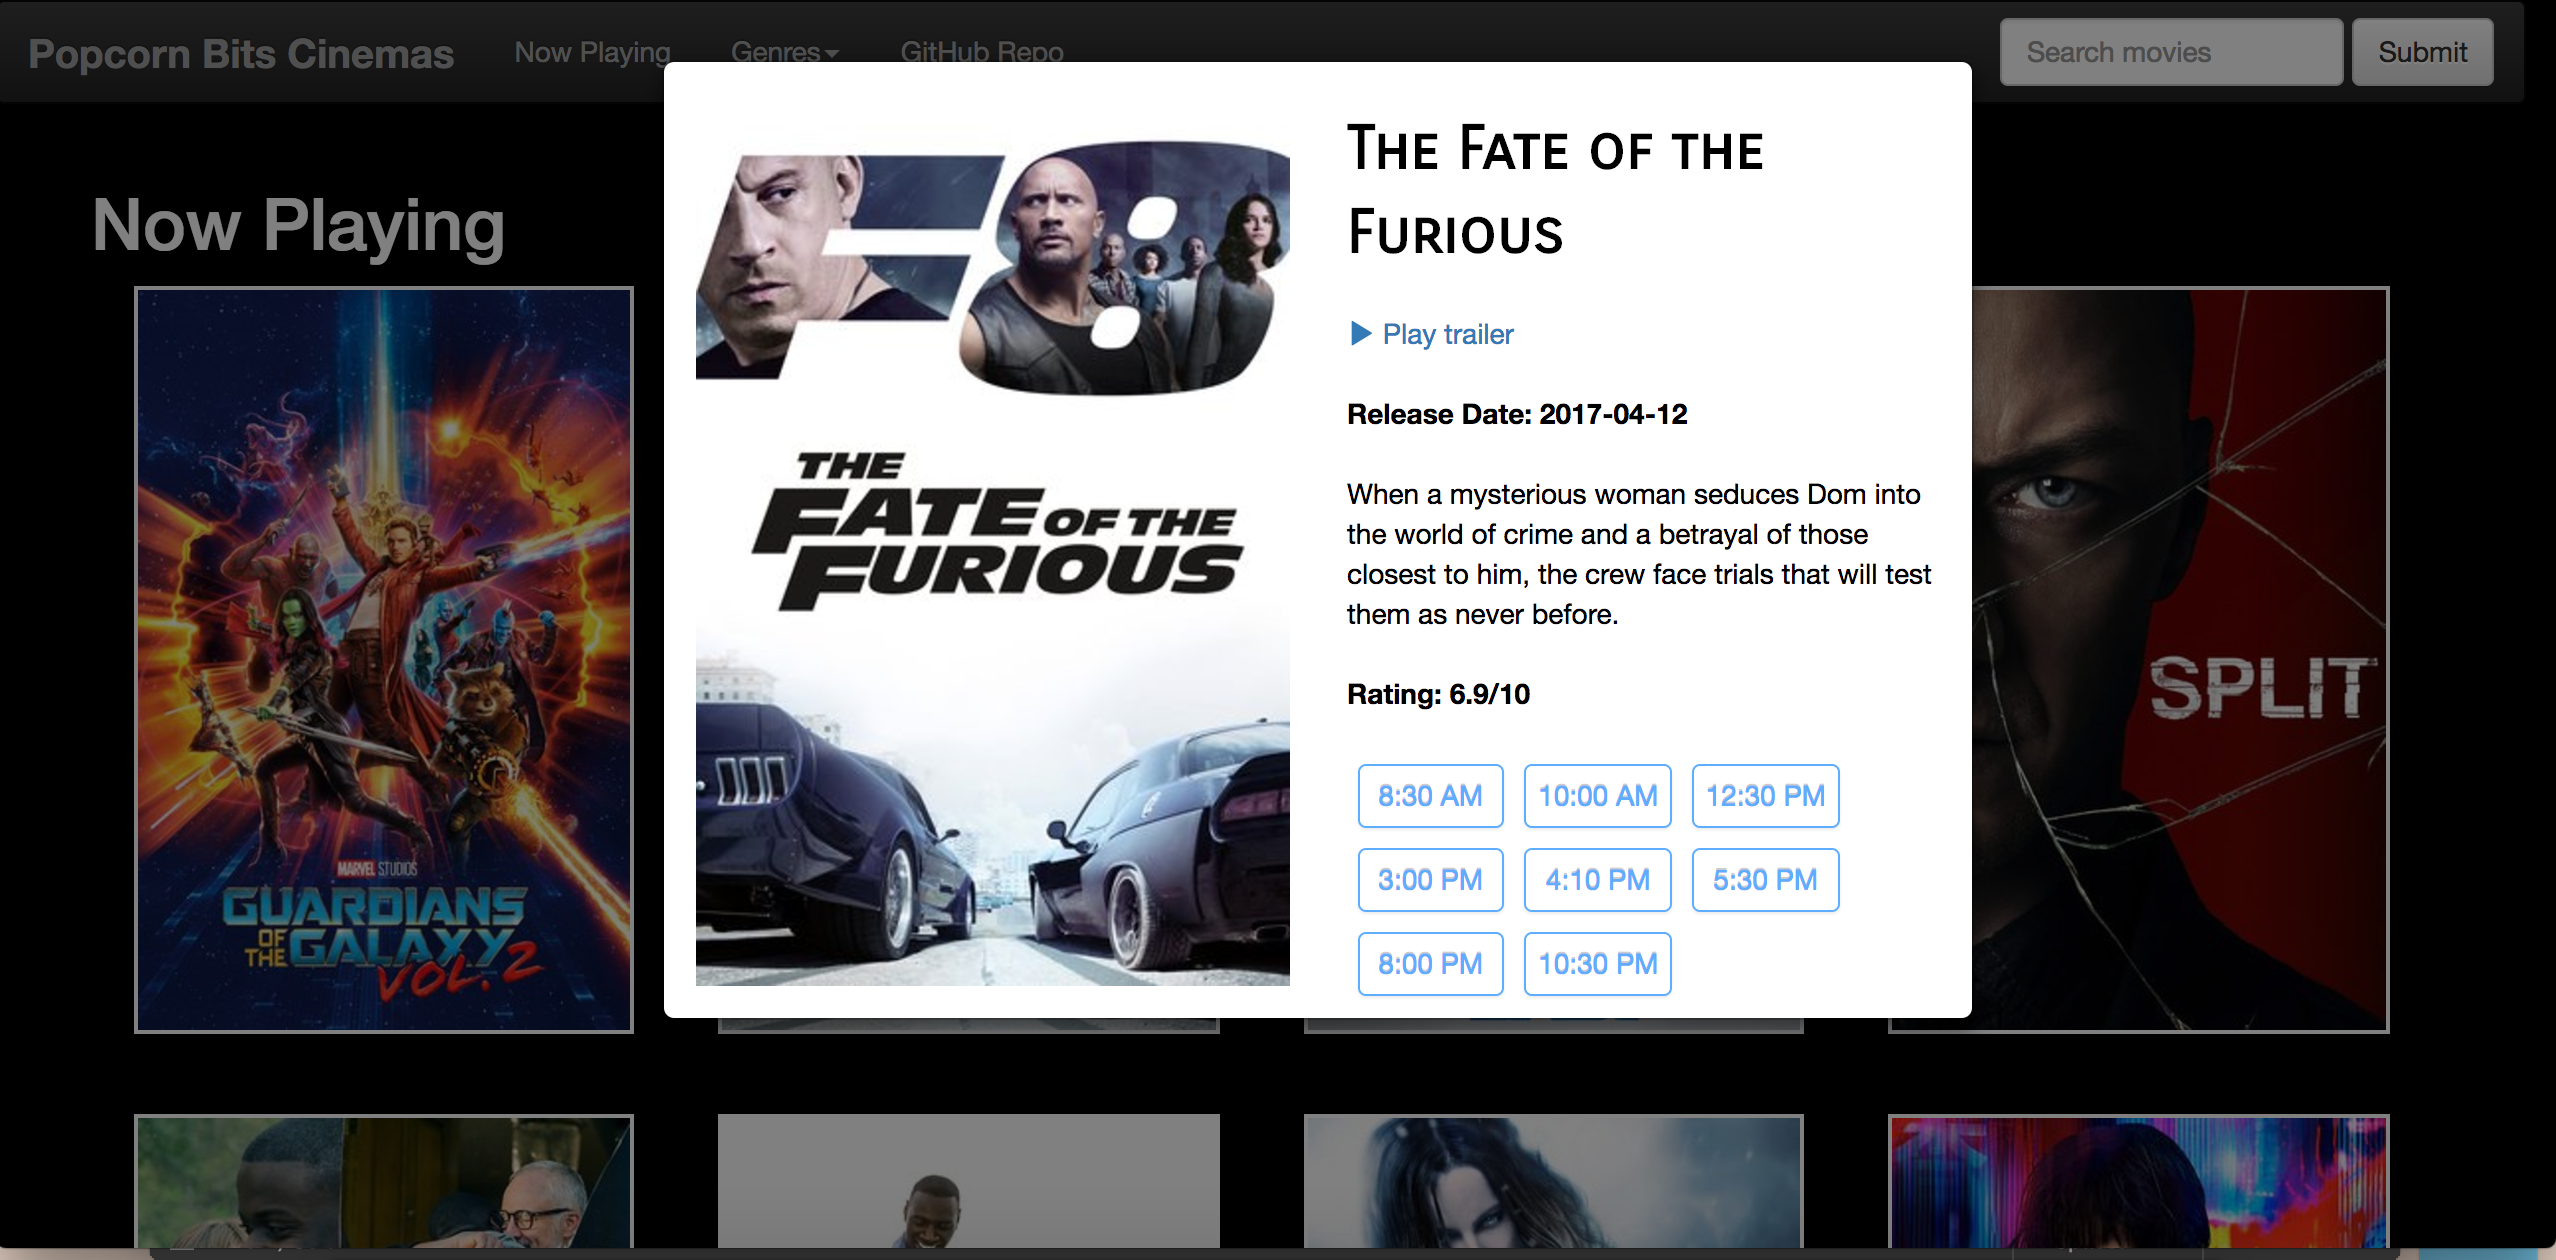 Popcorn Bits Cinemas
Now Playing
Genres
GitHub Repo
Search movies
Submit
Now Playing
MARVEL STUDIOS
GUARDIANS
OF THE GALAXY
VOL. 2
F8
THE
FATE OF THE
FURIOUS
The Fate of the
Furious
Play trailer
Release Date: 2017-04-12
When a mysterious woman seduces Dom into
the world of crime and a betrayal of those
closest to him, the crew face trials that will test
them as never before.
Rating: 6.9/10
8:30 AM
10:00 AM
12:30 PM
3:00 PM
4:10 PM
5:30 PM
8:00 PM
10:30 PM
SPLIT